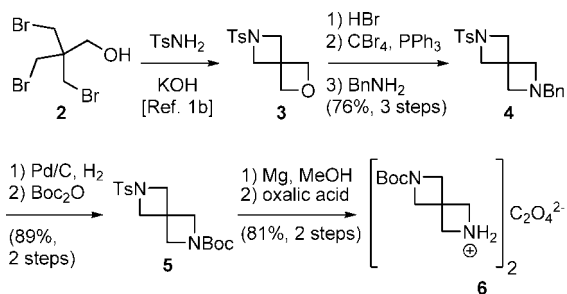 Br
Br
Br
OH
2
TsNH2
KOH
[Ref. 1b]
TsN
O
3
1) HBr
2) CBr4, PPh3
3) BnNH2
(76%, 3 steps)
TsN
NBn
4
1) Pd/C, H2
2) Boc2O
(89%,
2 steps)
TsN
NBoc
5
1) Mg, MeOH
2) oxalic acid
(81%, 2 steps)
BocN
NH2
⊕
2
C2O4 2-
6